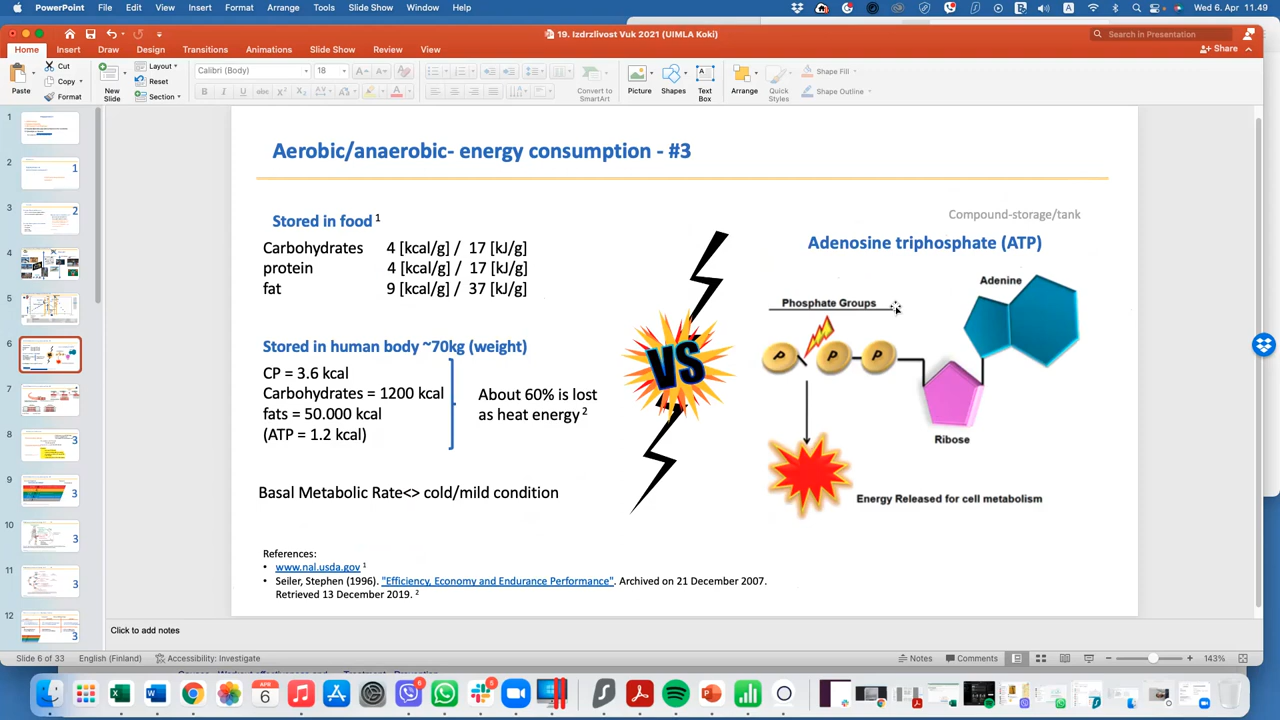 PowerPoint File Edit View Insert Format Arrange Tools Slide Show Window Help
Wed 6. Apr 11.49
19. Izdrzlivost Vuk 2021 (UIMLA Koki)
Search in Presentation
Home Insert Draw Design Transitions Animations Slide Show Review View
Share
Paste
Cut
Copy
Format
New Slide
Layout
Reset
Section
Calibri (Body) 18
Convert to SmartArt
Picture Shapes Text Box Arrange Quick Styles
Shape Fill
Shape Outline
Aerobic/anaerobic- energy consumption - #3
Stored in food 1
Carbohydrates 4 [kcal/g] / 17 [kJ/g]
protein 4 [kcal/g] / 17 [kJ/g]
fat 9 [kcal/g] / 37 [kJ/g]
Stored in human body ~70kg (weight)
CP = 3.6 kcal
Carbohydrates = 1200 kcal
fats = 50.000 kcal
(ATP = 1.2 kcal)
About 60% is lost
as heat energy 2
Basal Metabolic Rate<> cold/mild condition
VS
Compound-storage/tank
Adenosine triphosphate (ATP)
Adenine
Phosphate Groups
P P P
Ribose
Energy Released for cell metabolism
References:
• www.nal.usda.gov 1
• Seiler, Stephen (1996). "Efficiency, Economy and Endurance Performance". Archived on 21 December 2007.
Retrieved 13 December 2019. 2
Click to add notes
Slide 6 of 33 English (Finland) Accessibility: Investigate
Notes Comments 143%